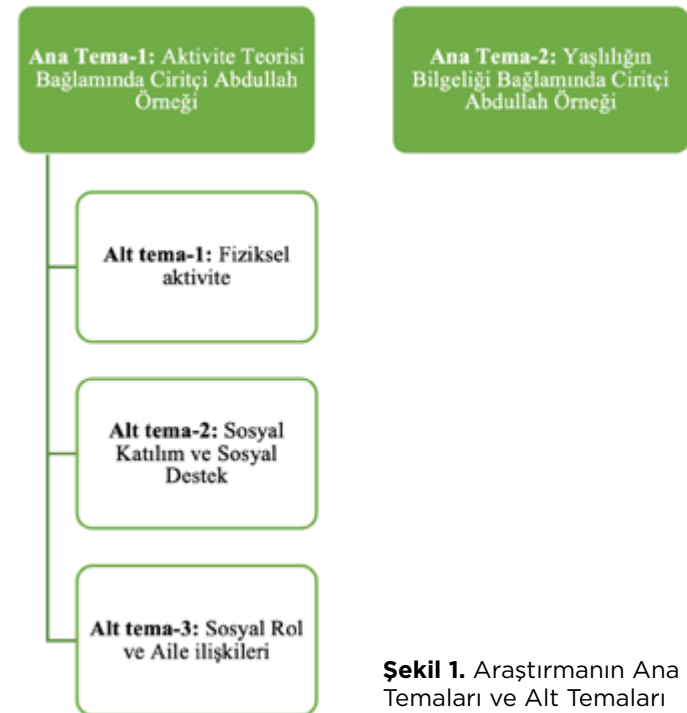 Ana Tema-1: Aktivite Teorisi
Bağlamında Ciritçi Abdullah
Örneği
Ana Tema-2: Yaşlılığın
Bilgeliği Bağlamında Ciritçi
Abdullah Örneği
Alt tema-1: Fiziksel
aktivite
Alt tema-2: Sosyal
Katılım ve Sosyal
Destek
Alt tema-3: Sosyal Rol
ve Aile ilişkileri
Şekil 1. Araştırmanın Ana
Temaları ve Alt Temaları